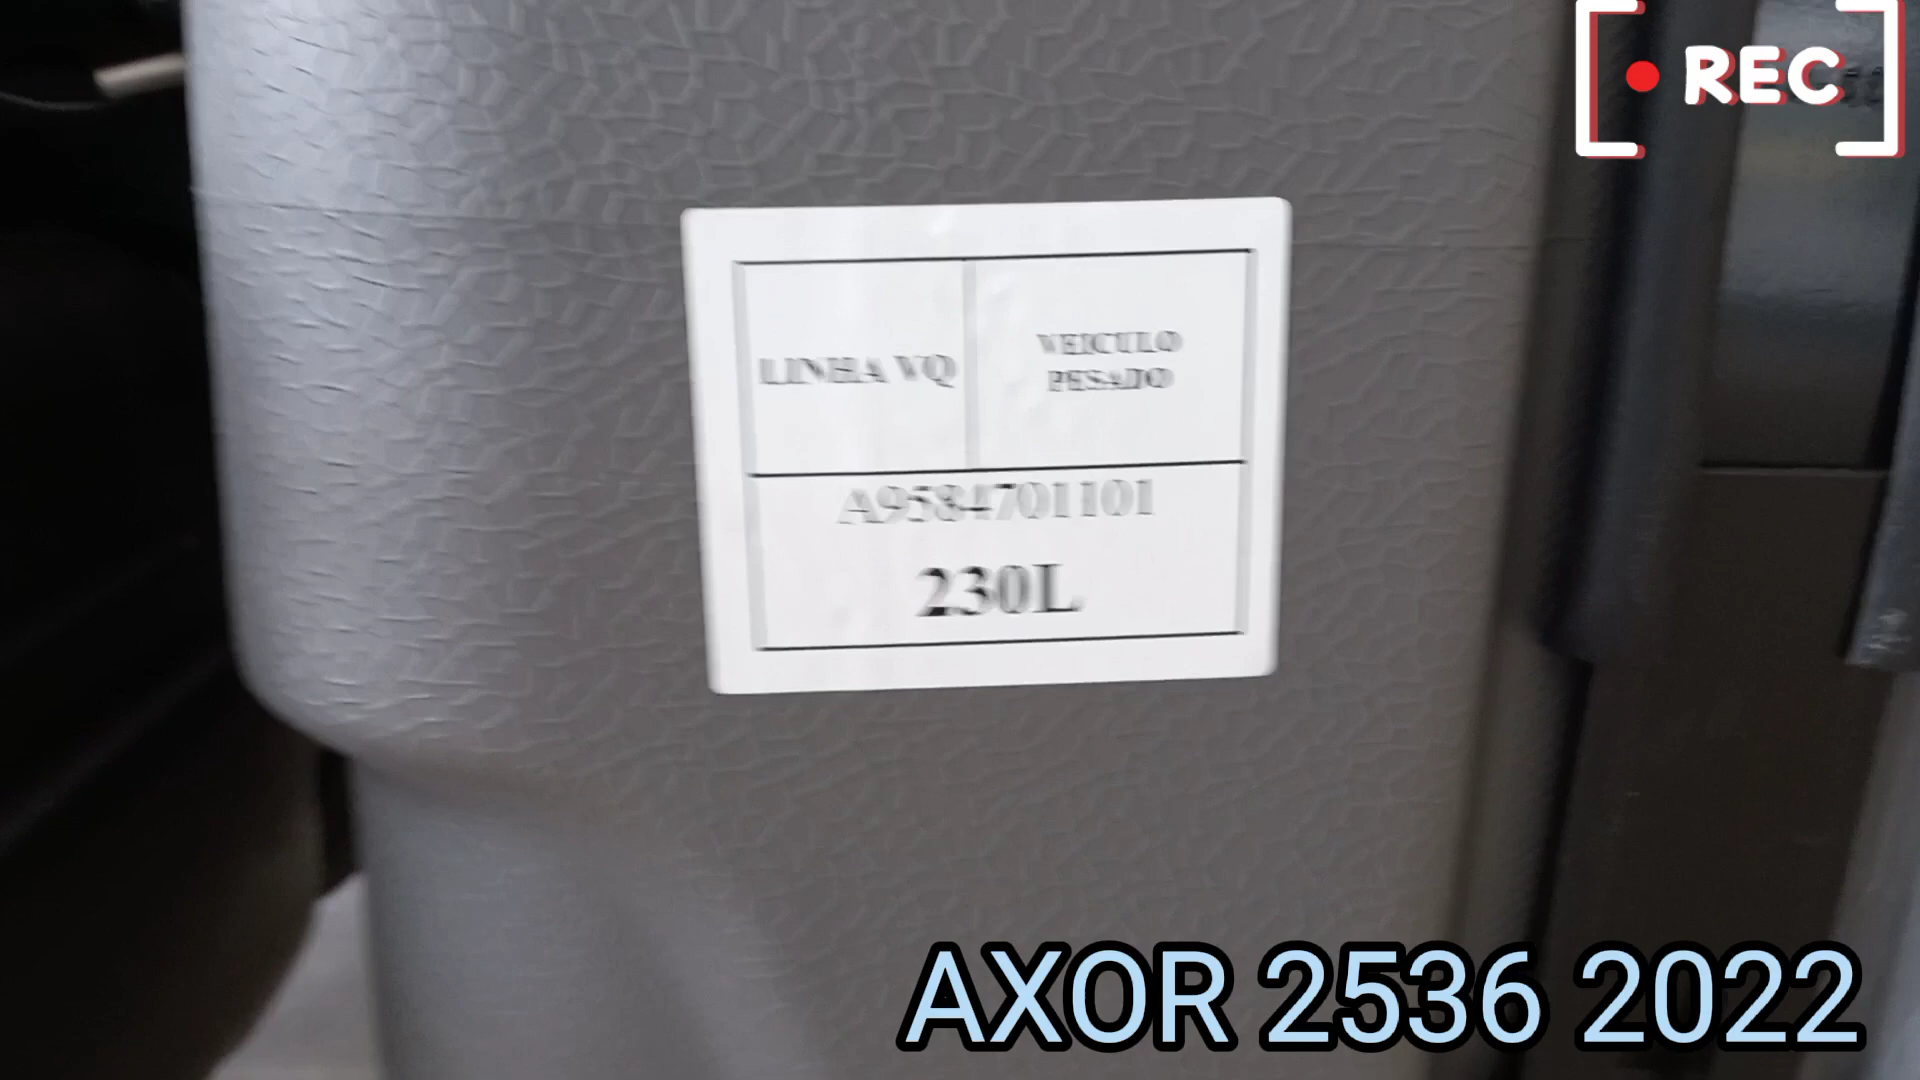 REC
LINHA VQ
VEICULO
PESADO
A9584701101
230L
AXOR 2536 2022